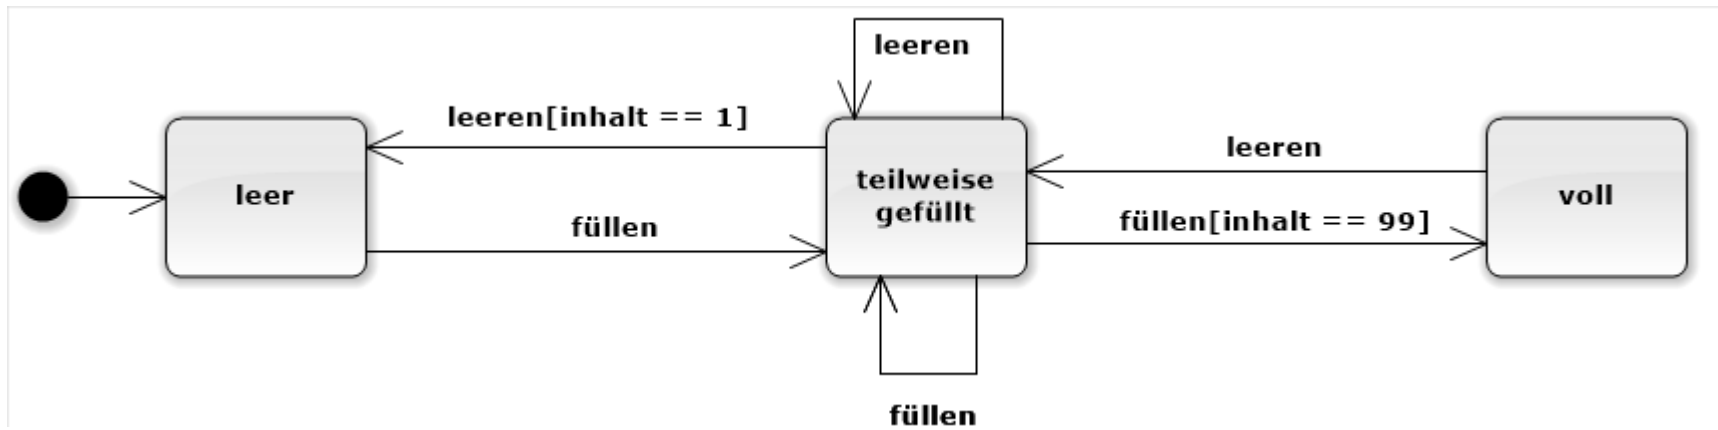 leeren
leeren[inhalt == 1]
leer
füllen
teilweise
gefüllt
leeren
füllen[inhalt == 99]
voll
füllen